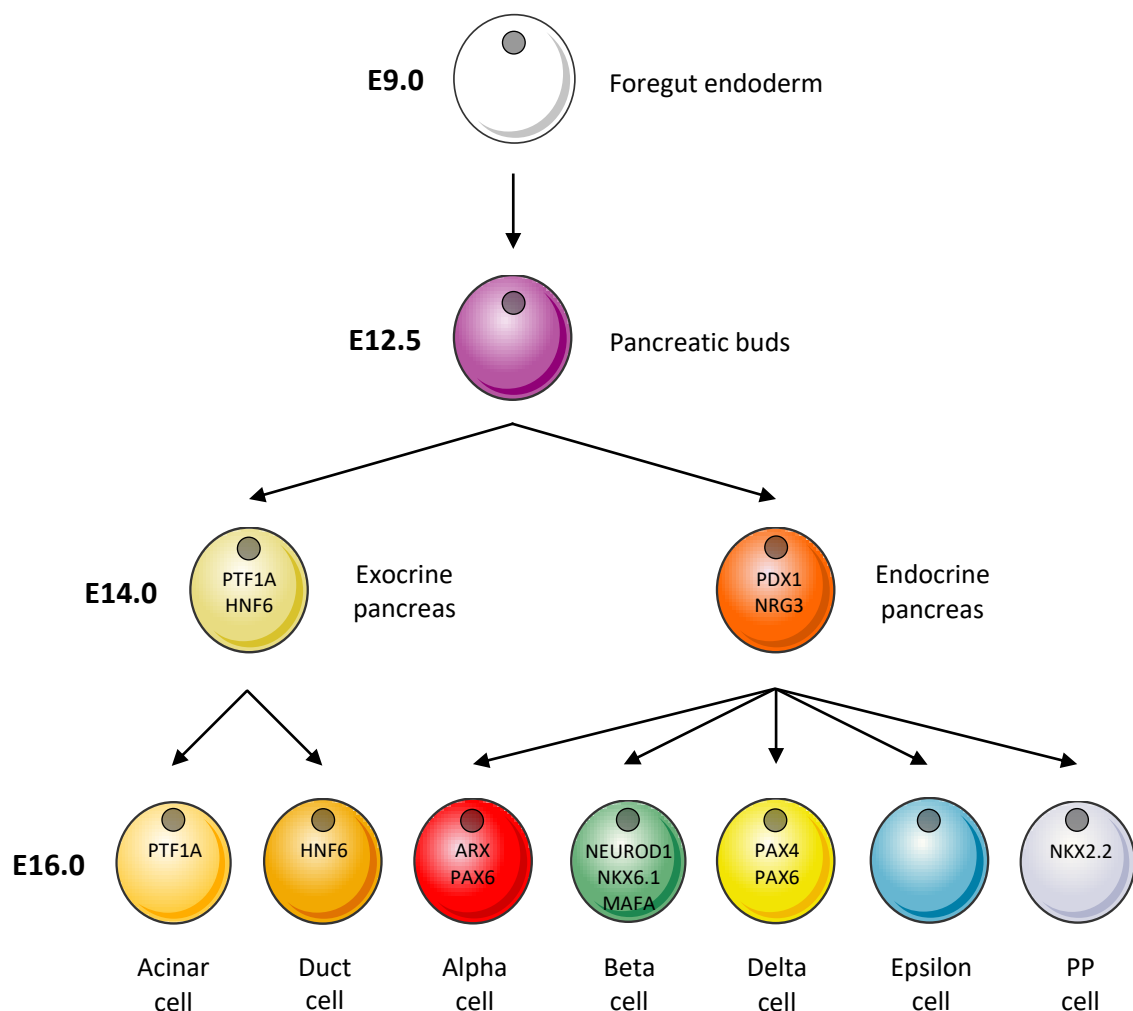 E9.0
Foregut endoderm
E12.5
Pancreatic buds
E14.0
PTF1A
HNF6
Exocrine
pancreas
PDX1
NRG3
Endocrine
pancreas
E16.0
PTF1A
HNF6
ARX
PAX6
NEUROD1
NKX6.1
MAFA
PAX4
PAX6
NKX2.2
Acinar
cell
Duct
cell
Alpha
cell
Beta
cell
Delta
cell
Epsilon
cell
PP
cell